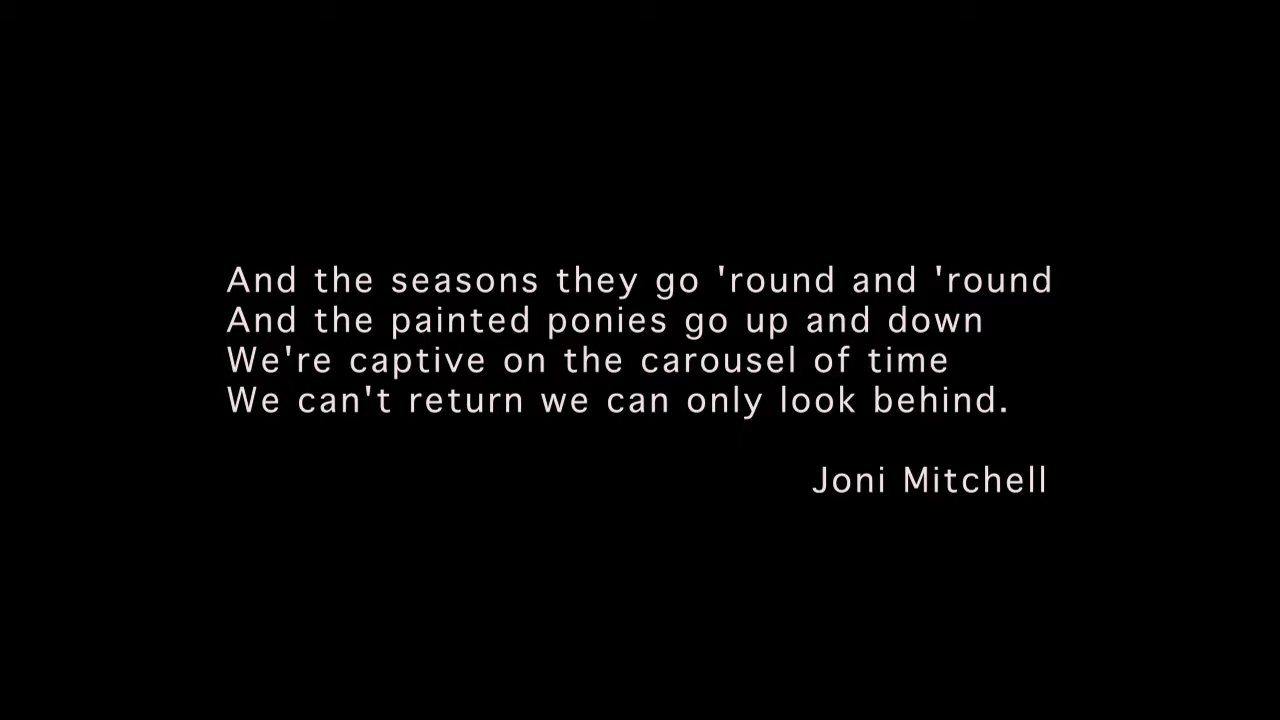 And the seasons they go 'round and 'round
And the painted ponies go up and down
We're captive on the carousel of time
We can't return we can only look behind.
Joni Mitchell